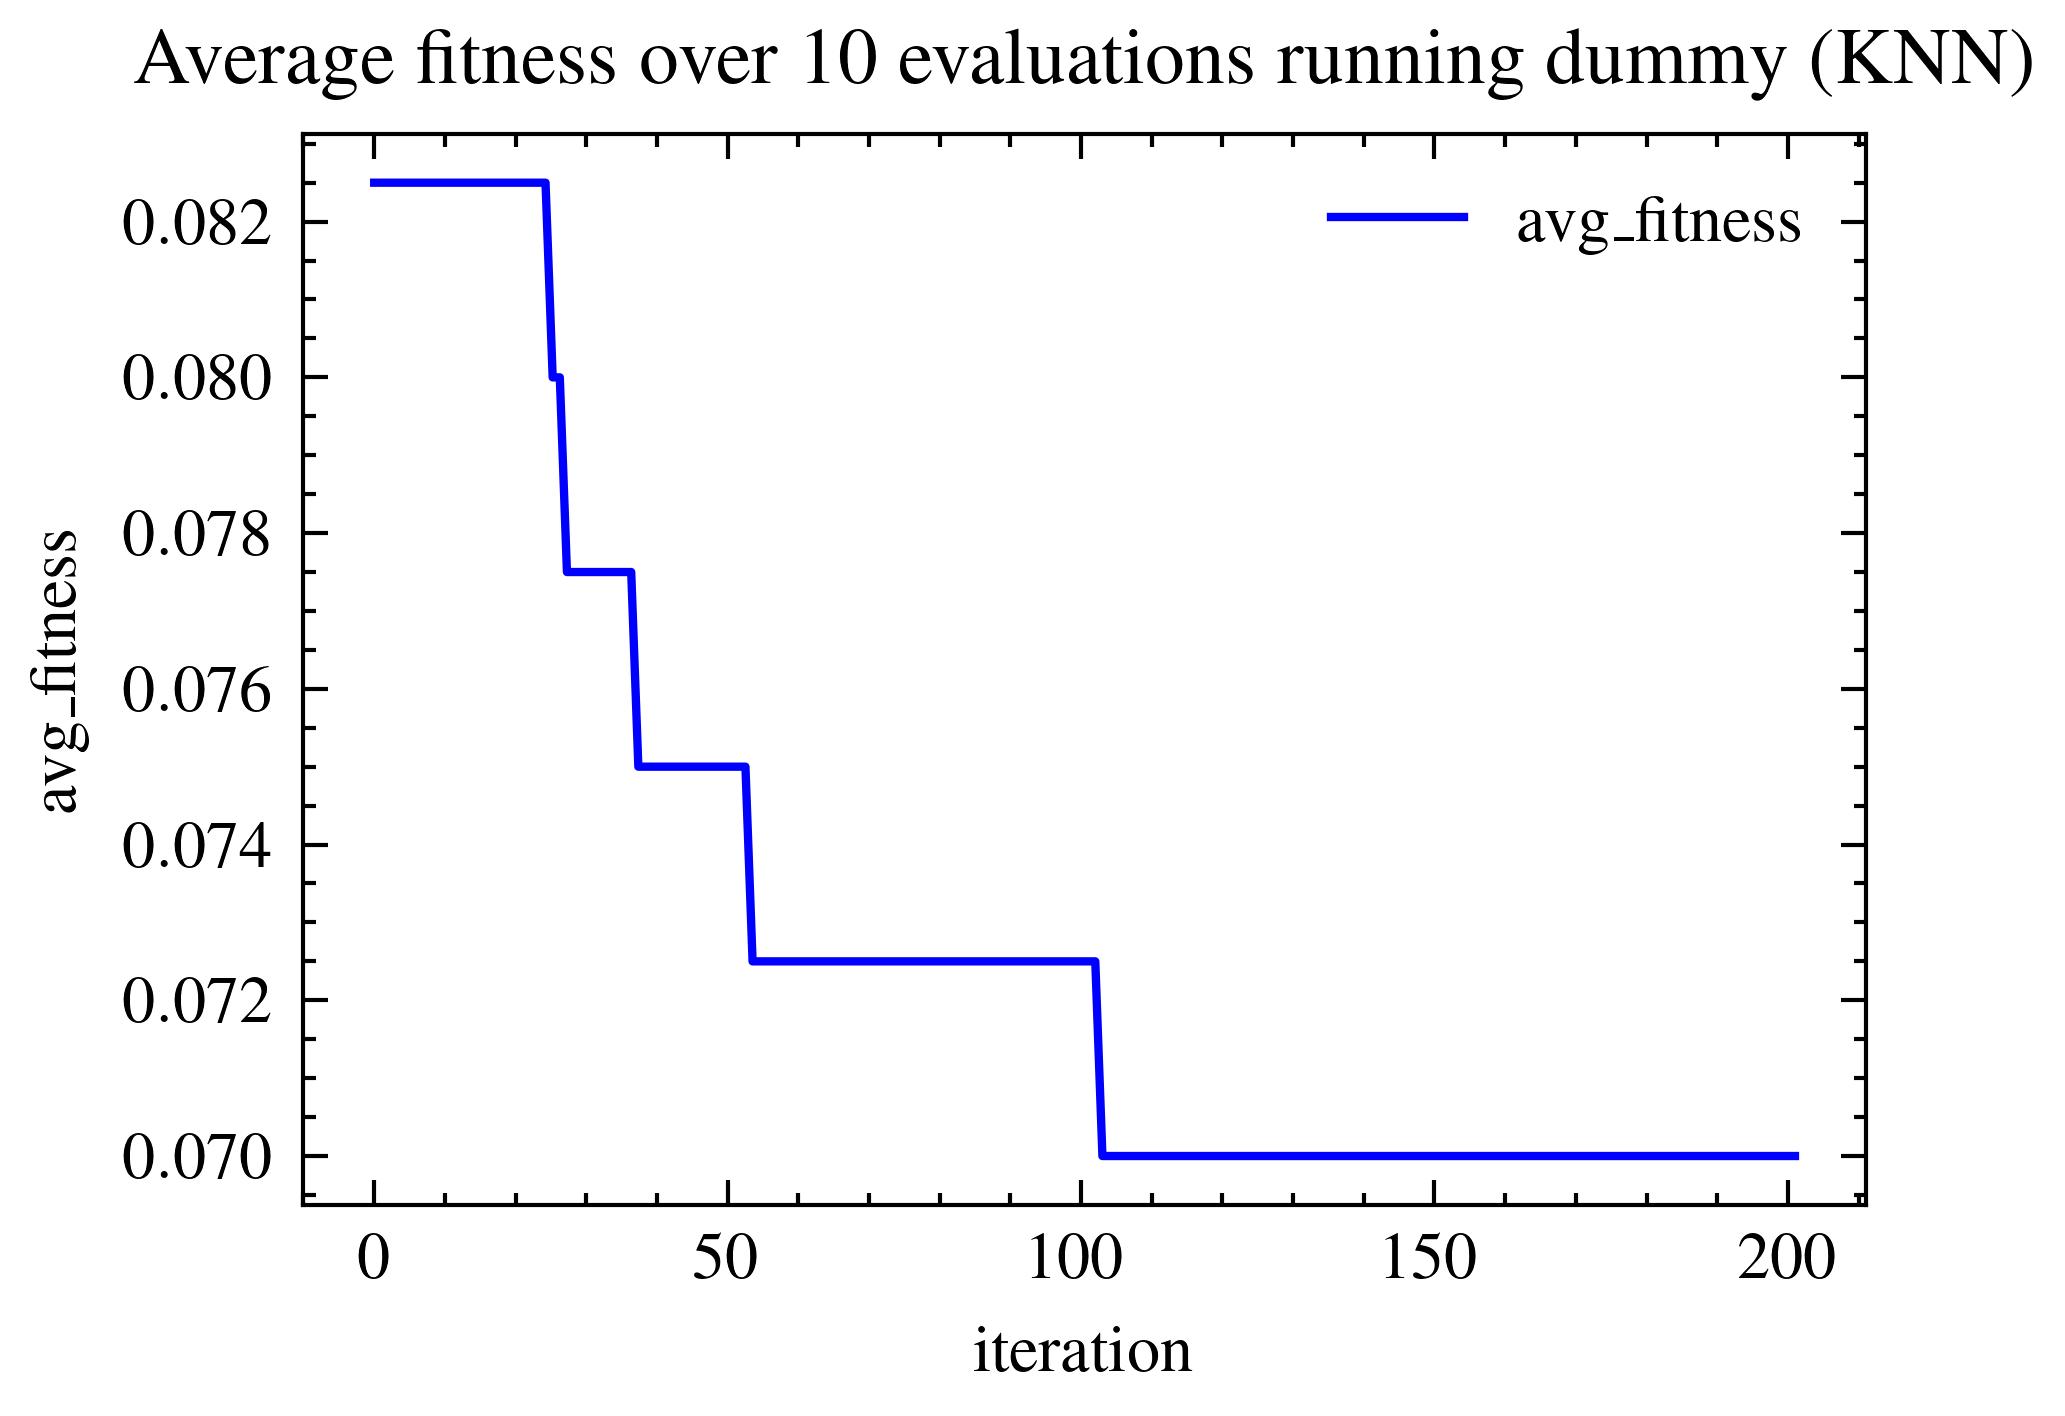 Average fitness over 10 evaluations running dummy (KNN)
avg_fitness
0.082
0.080
0.078
0.076
0.074
0.072
0.070
avg_fitness
0 50 100 150 200
iteration